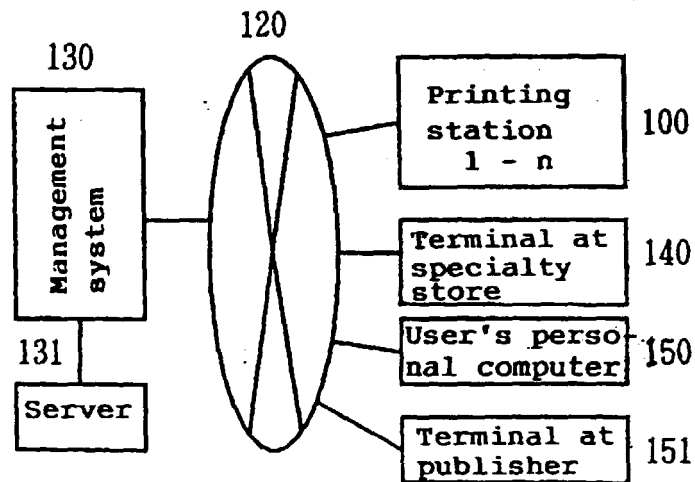 120
130
Management
system
131
Server
Printing
station
1 - n
100
Terminal at
specialty
store
140
User's perso-
nal computer
150
Terminal at
publisher
151